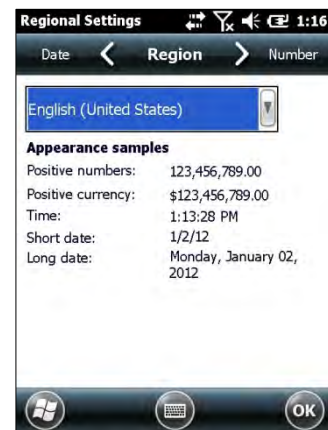 Regional Settings 1:16
Date Region Number
English (United States)
Appearance samples
Positive numbers: 123,456,789.00
Positive currency: $123,456,789.00
Time: 1:13:28 PM
Short date: 1/2/12
Long date: Monday, January 02,
2012
OK